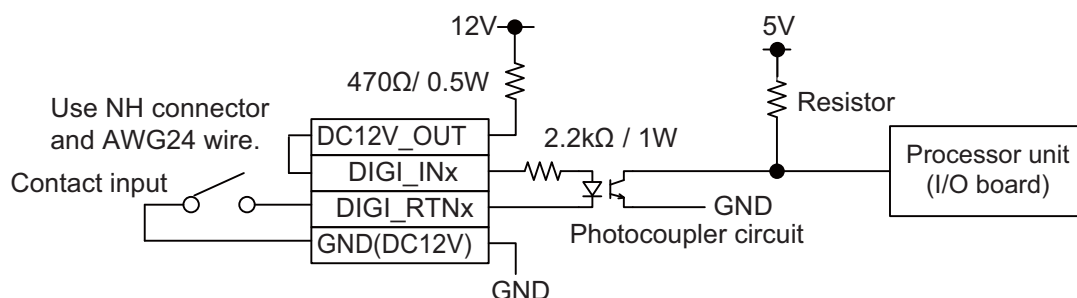 12V
5V
470Ω/ 0.5W
Use NH connector
and AWG24 wire.
Resistor
DC12V_OUT
2.2kΩ / 1W
DIGI_INx
Processor unit
(I/O board)
Contact input
DIGI_RTNx
GND
GND(DC12V)
Photocoupler circuit
GND